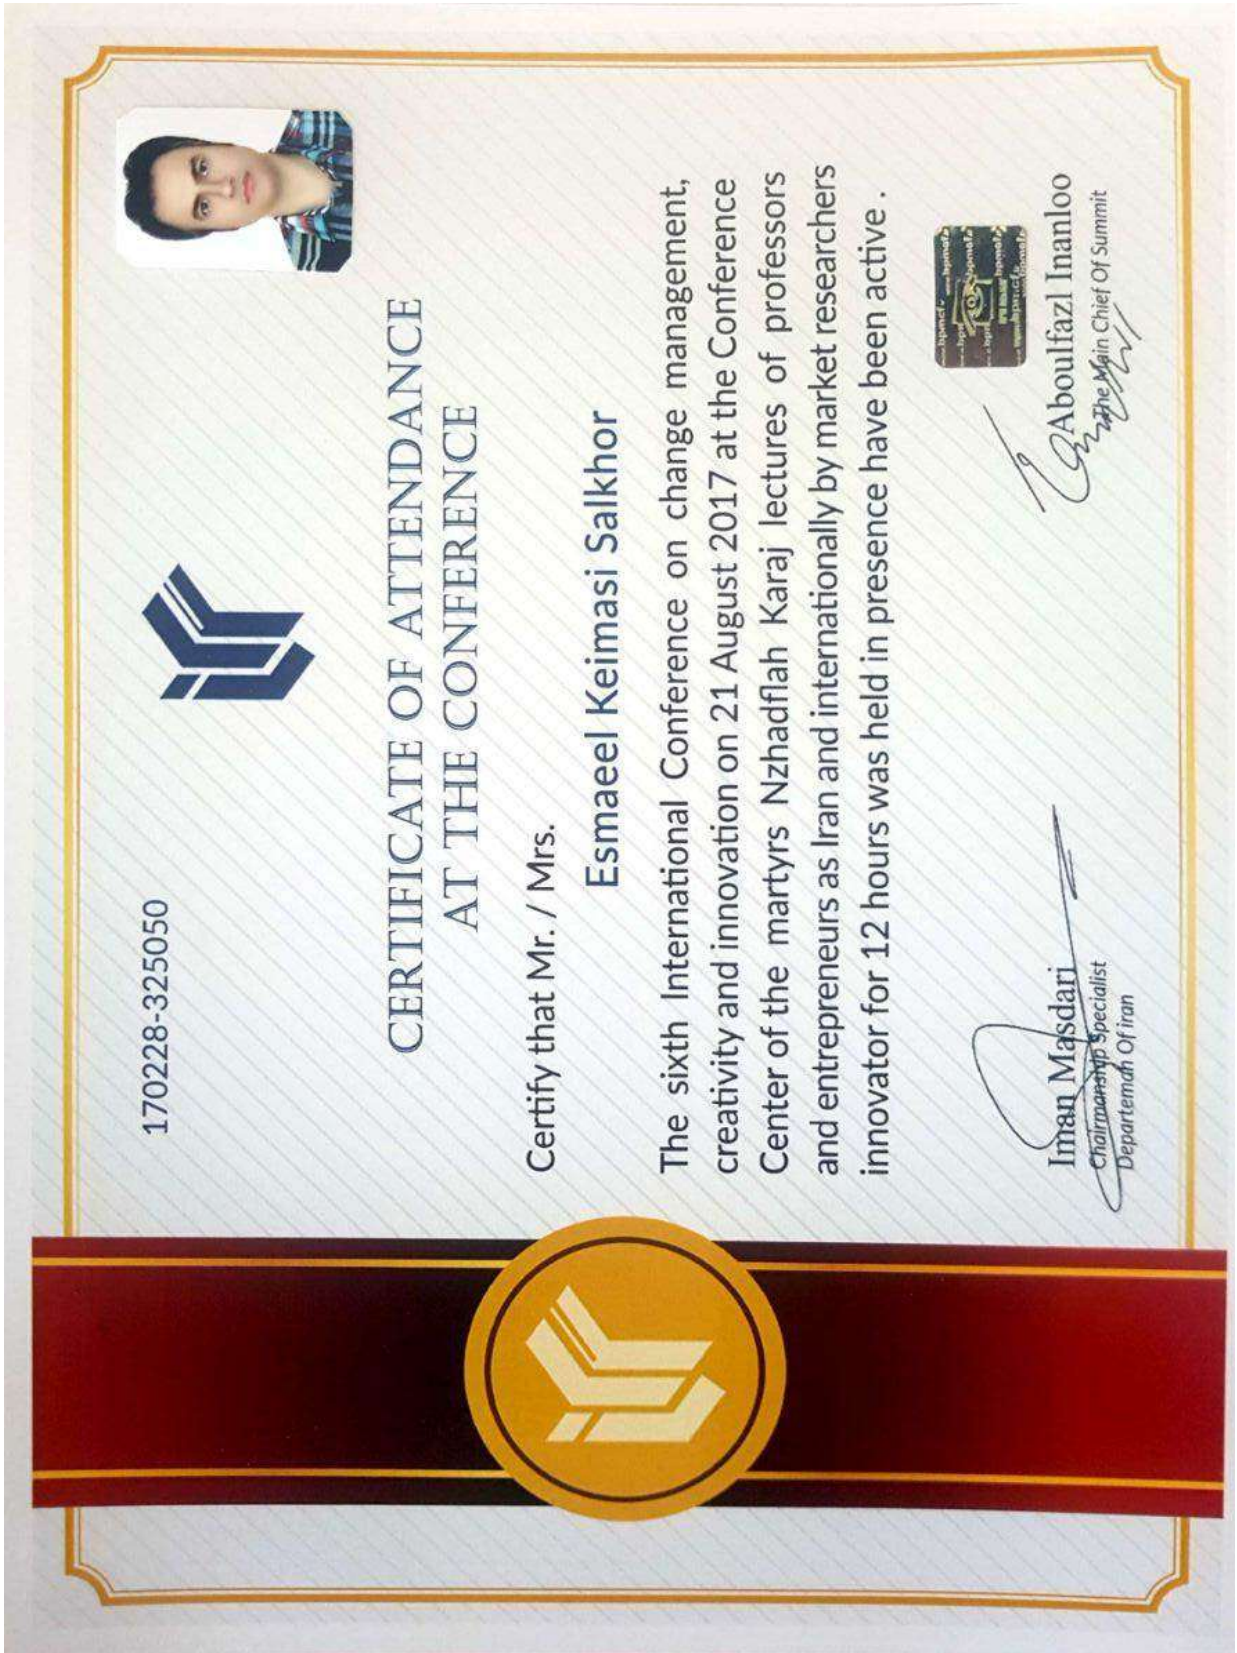 170228-325050
CERTIFICATE OF ATTENDANCE
AT THE CONFERENCE
Certify that Mr. / Mrs.
Esmaeel Keimasi Salkhor
The sixth International Conference on change management,
creativity and innovation on 21 August 2017 at the Conference
Center of the martyrs Nzhadflah Karaj lectures of professors
and entrepreneurs as Iran and internationally by market researchers
innovator for 12 hours was held in presence have been active .
Iman Masdari
Chairmanship Specialist
Departemah Of iran
Aboulfazl Inanloo
The Main Chief Of Summit